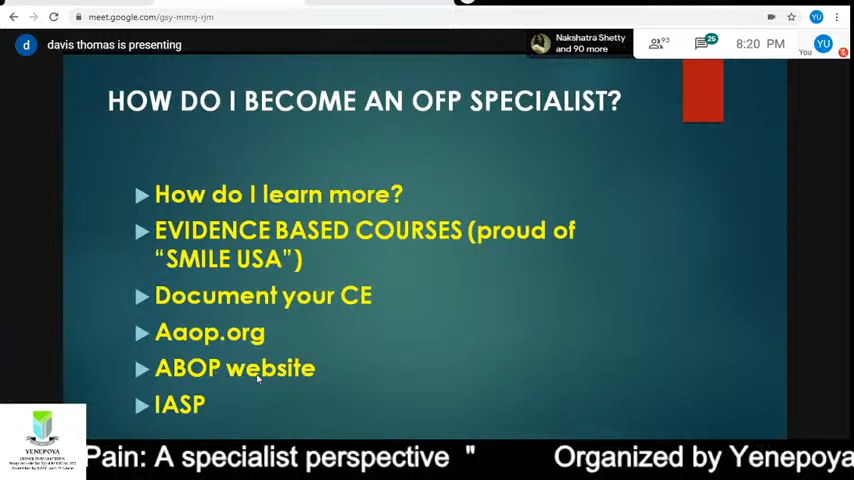 meet.google.com/gsy-mmxj-rjm
YU
d
davis thomas is presenting
Nakshatra Shetty
and 90 more
93
26
8:20 PM
You
YU
HOW DO I BECOME AN OFP SPECIALIST?
How do I learn more?
EVIDENCE BASED COURSES (proud of
“SMILE USA”)
Document your CE
Aaop.org
ABOP website
IASP
YENEPOYA
Pain: A specialist perspective " Organized by Yenepoya